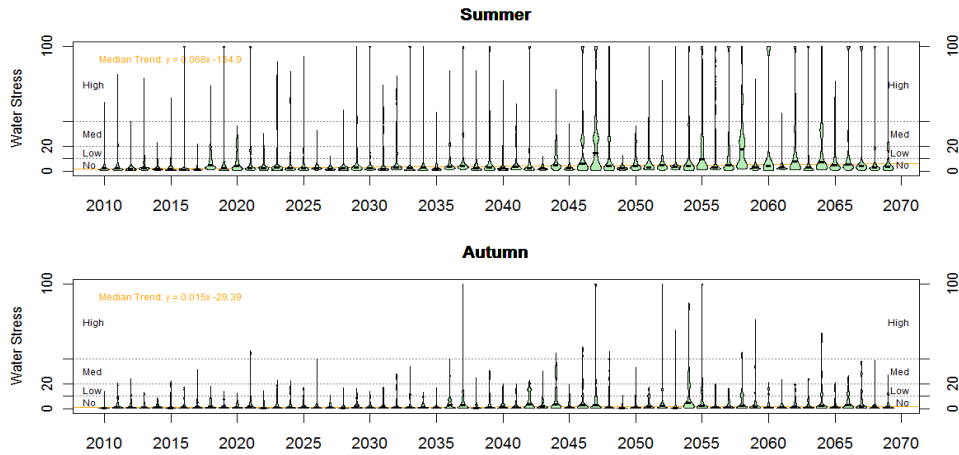 Summer
Water Stress
100
20
0
High
Med
Low
No
Median Trend: y = 0.068x -134.9
High
Med
Low
No
100
20
0
2010 2015 2020 2025 2030 2035 2040 2045 2050 2055 2060 2065 2070
Autumn
Water Stress
100
20
0
High
Med
Low
No
Median Trend: y = 0.015x -29.39
High
Med
Low
No
100
20
0
2010 2015 2020 2025 2030 2035 2040 2045 2050 2055 2060 2065 2070